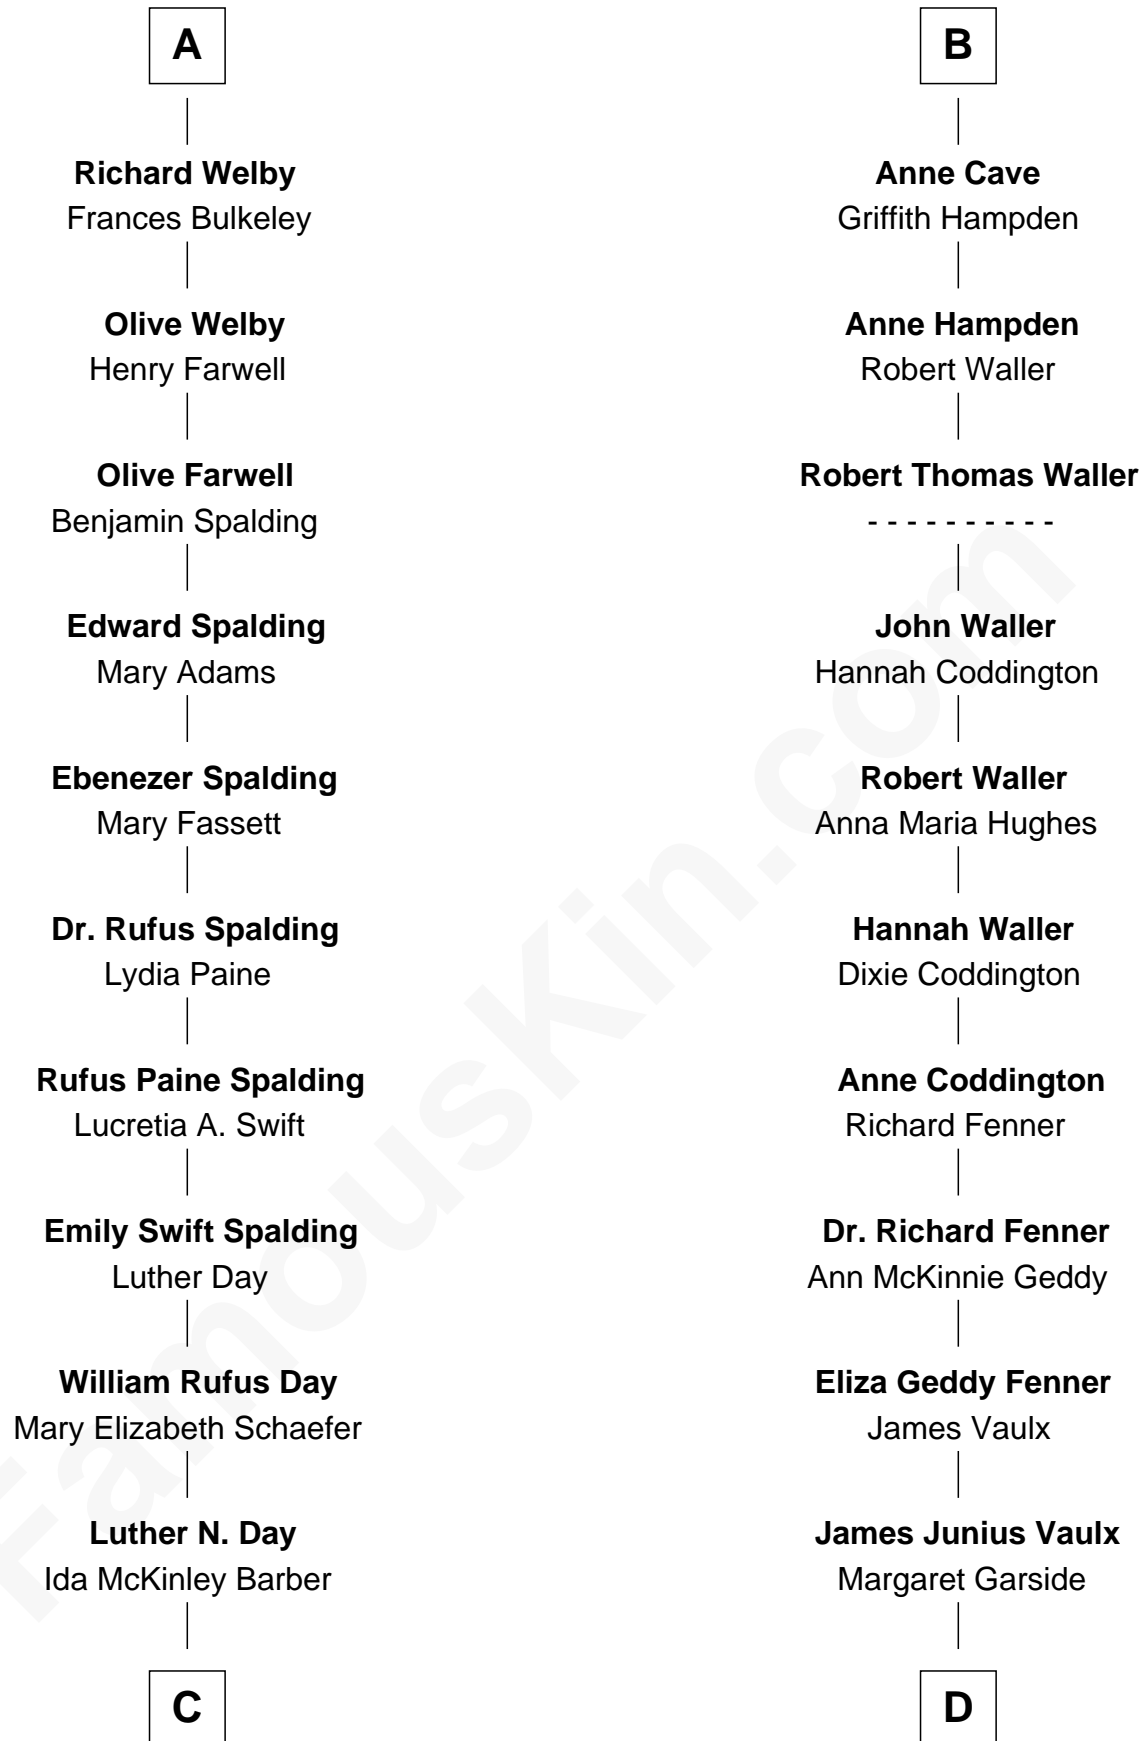 A
Richard Welby
Frances Bulkeley
Olive Welby
Henry Farwell
Olive Farwell
Benjamin Spalding
Edward Spalding
Mary Adams
Ebenezer Spalding
Mary Fassett
Dr. Rufus Spalding
Lydia Paine
Rufus Paine Spalding
Lucretia A. Swift
Emily Swift Spalding
Luther Day
William Rufus Day
Mary Elizabeth Schaefer
Luther N. Day
Ida McKinley Barber
C
B
Anne Cave
Griffith Hampden
Anne Hampden
Robert Waller
Robert Thomas Waller
- - - - - - - - - -
John Waller
Hannah Coddington
Robert Waller
Anna Maria Hughes
Hannah Waller
Dixie Coddington
Anne Coddington
Richard Fenner
Dr. Richard Fenner
Ann McKinnie Geddy
Eliza Geddy Fenner
James Vaulx
James Junius Vaulx
Margaret Garside
D
FamousKin.com